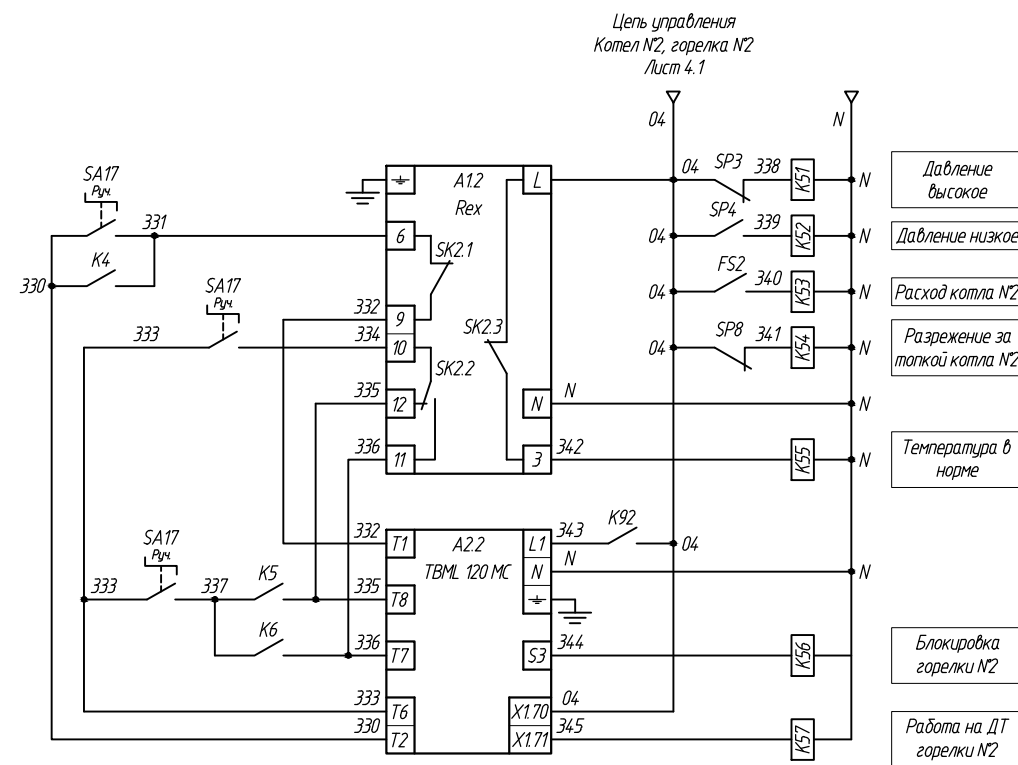 Цепь управления
Котел №2, горелка №2
Лист 4.1
04
N
SA17
Руч.
331
K4
330
SA17
Руч.
333
332
334
335
336
A1.2
Rex
6
SK2.1
9
10
SK2.2
12
11
SK2.3
L
N
3
N
342
04
SP3
338
K51
N
Давление
высокое
04
SP4
339
K52
N
Давление низкое
04
FS2
340
K53
N
Расход котла №2
04
SP8
341
K54
N
Разрежение за
топкой котла №2
N
K55
N
Температура в
норме
SA17
Руч.
333
337
K5
K6
332
335
336
333
330
T1
T8
T7
T6
T2
A2.2
TBML 120 MC
L1
N
S3
X1.70
X1.71
343
K92
04
N
N
344
K56
Блокировка
горелки №2
04
345
K57
Работа на ДТ
горелки №2